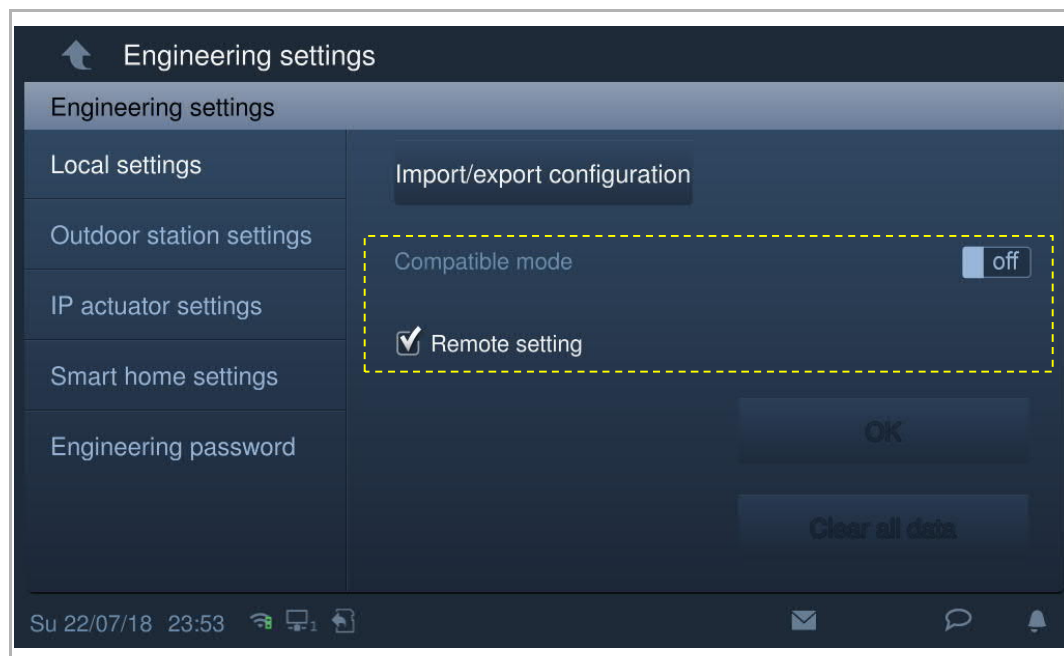 Engineering settings
Engineering settings
Local settings
Outdoor station settings
IP actuator settings
Smart home settings
Engineering password
Import/export configuration
Compatible mode
off
Remote setting
OK
Clear all data
Su 22/07/18 23:53
1